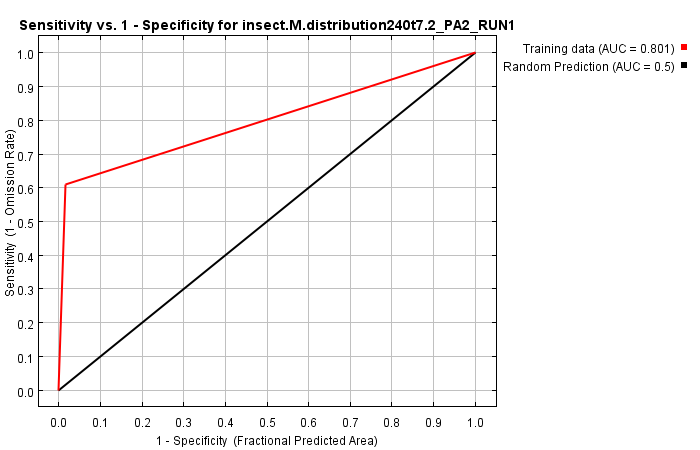 Sensitivity vs. 1 - Specificity for insect.M.distribution240t7.2_PA2_RUN1
Training data (AUC = 0.801)
Random Prediction (AUC = 0.5)
Sensitivity (1 - Omission Rate)
1.0
0.9
0.8
0.7
0.6
0.5
0.4
0.3
0.2
0.1
0.0
0.0 0.1 0.2 0.3 0.4 0.5 0.6 0.7 0.8 0.9 1.0
1 - Specificity (Fractional Predicted Area)